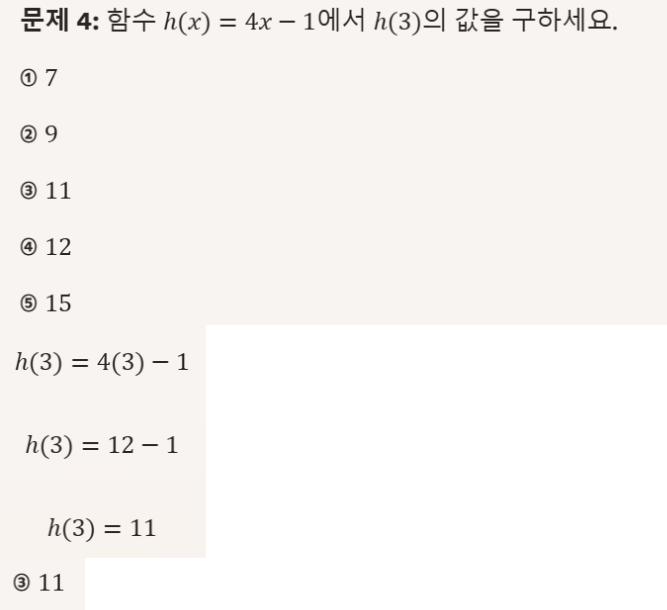 문제 4: 함수 h(x) = 4x − 1에서 h(3)의 값을 구하세요.
① 7
② 9
③ 11
④ 12
⑤ 15
h(3) = 4(3) − 1
h(3) = 12 − 1
h(3) = 11
③ 11